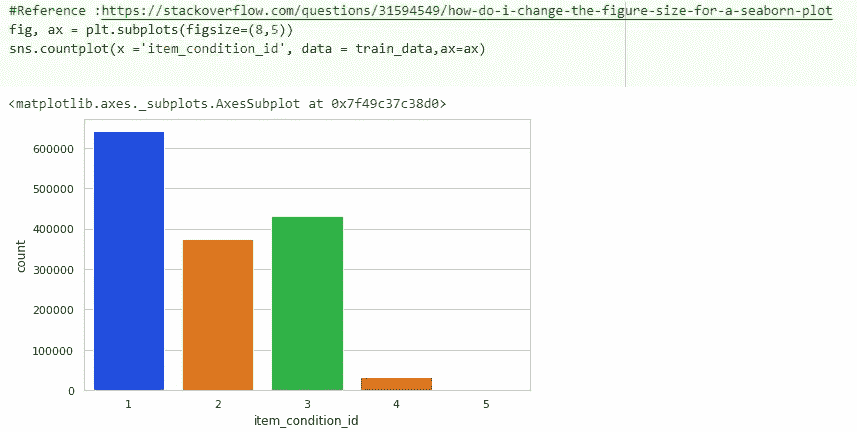 #Reference :https://stackoverflow.com/questions/31594549/how-do-i-change-the-figure-size-for-a-seaborn-plot
fig, ax = plt.subplots(figsize=(8,5))
sns.countplot(x ='item_condition_id', data = train_data,ax=ax)
<matplotlib.axes._subplots.AxesSubplot at 0x7f49c37c38d0>
600000
500000
400000
300000
200000
100000
0
count
1 2 3 4 5
item_condition_id